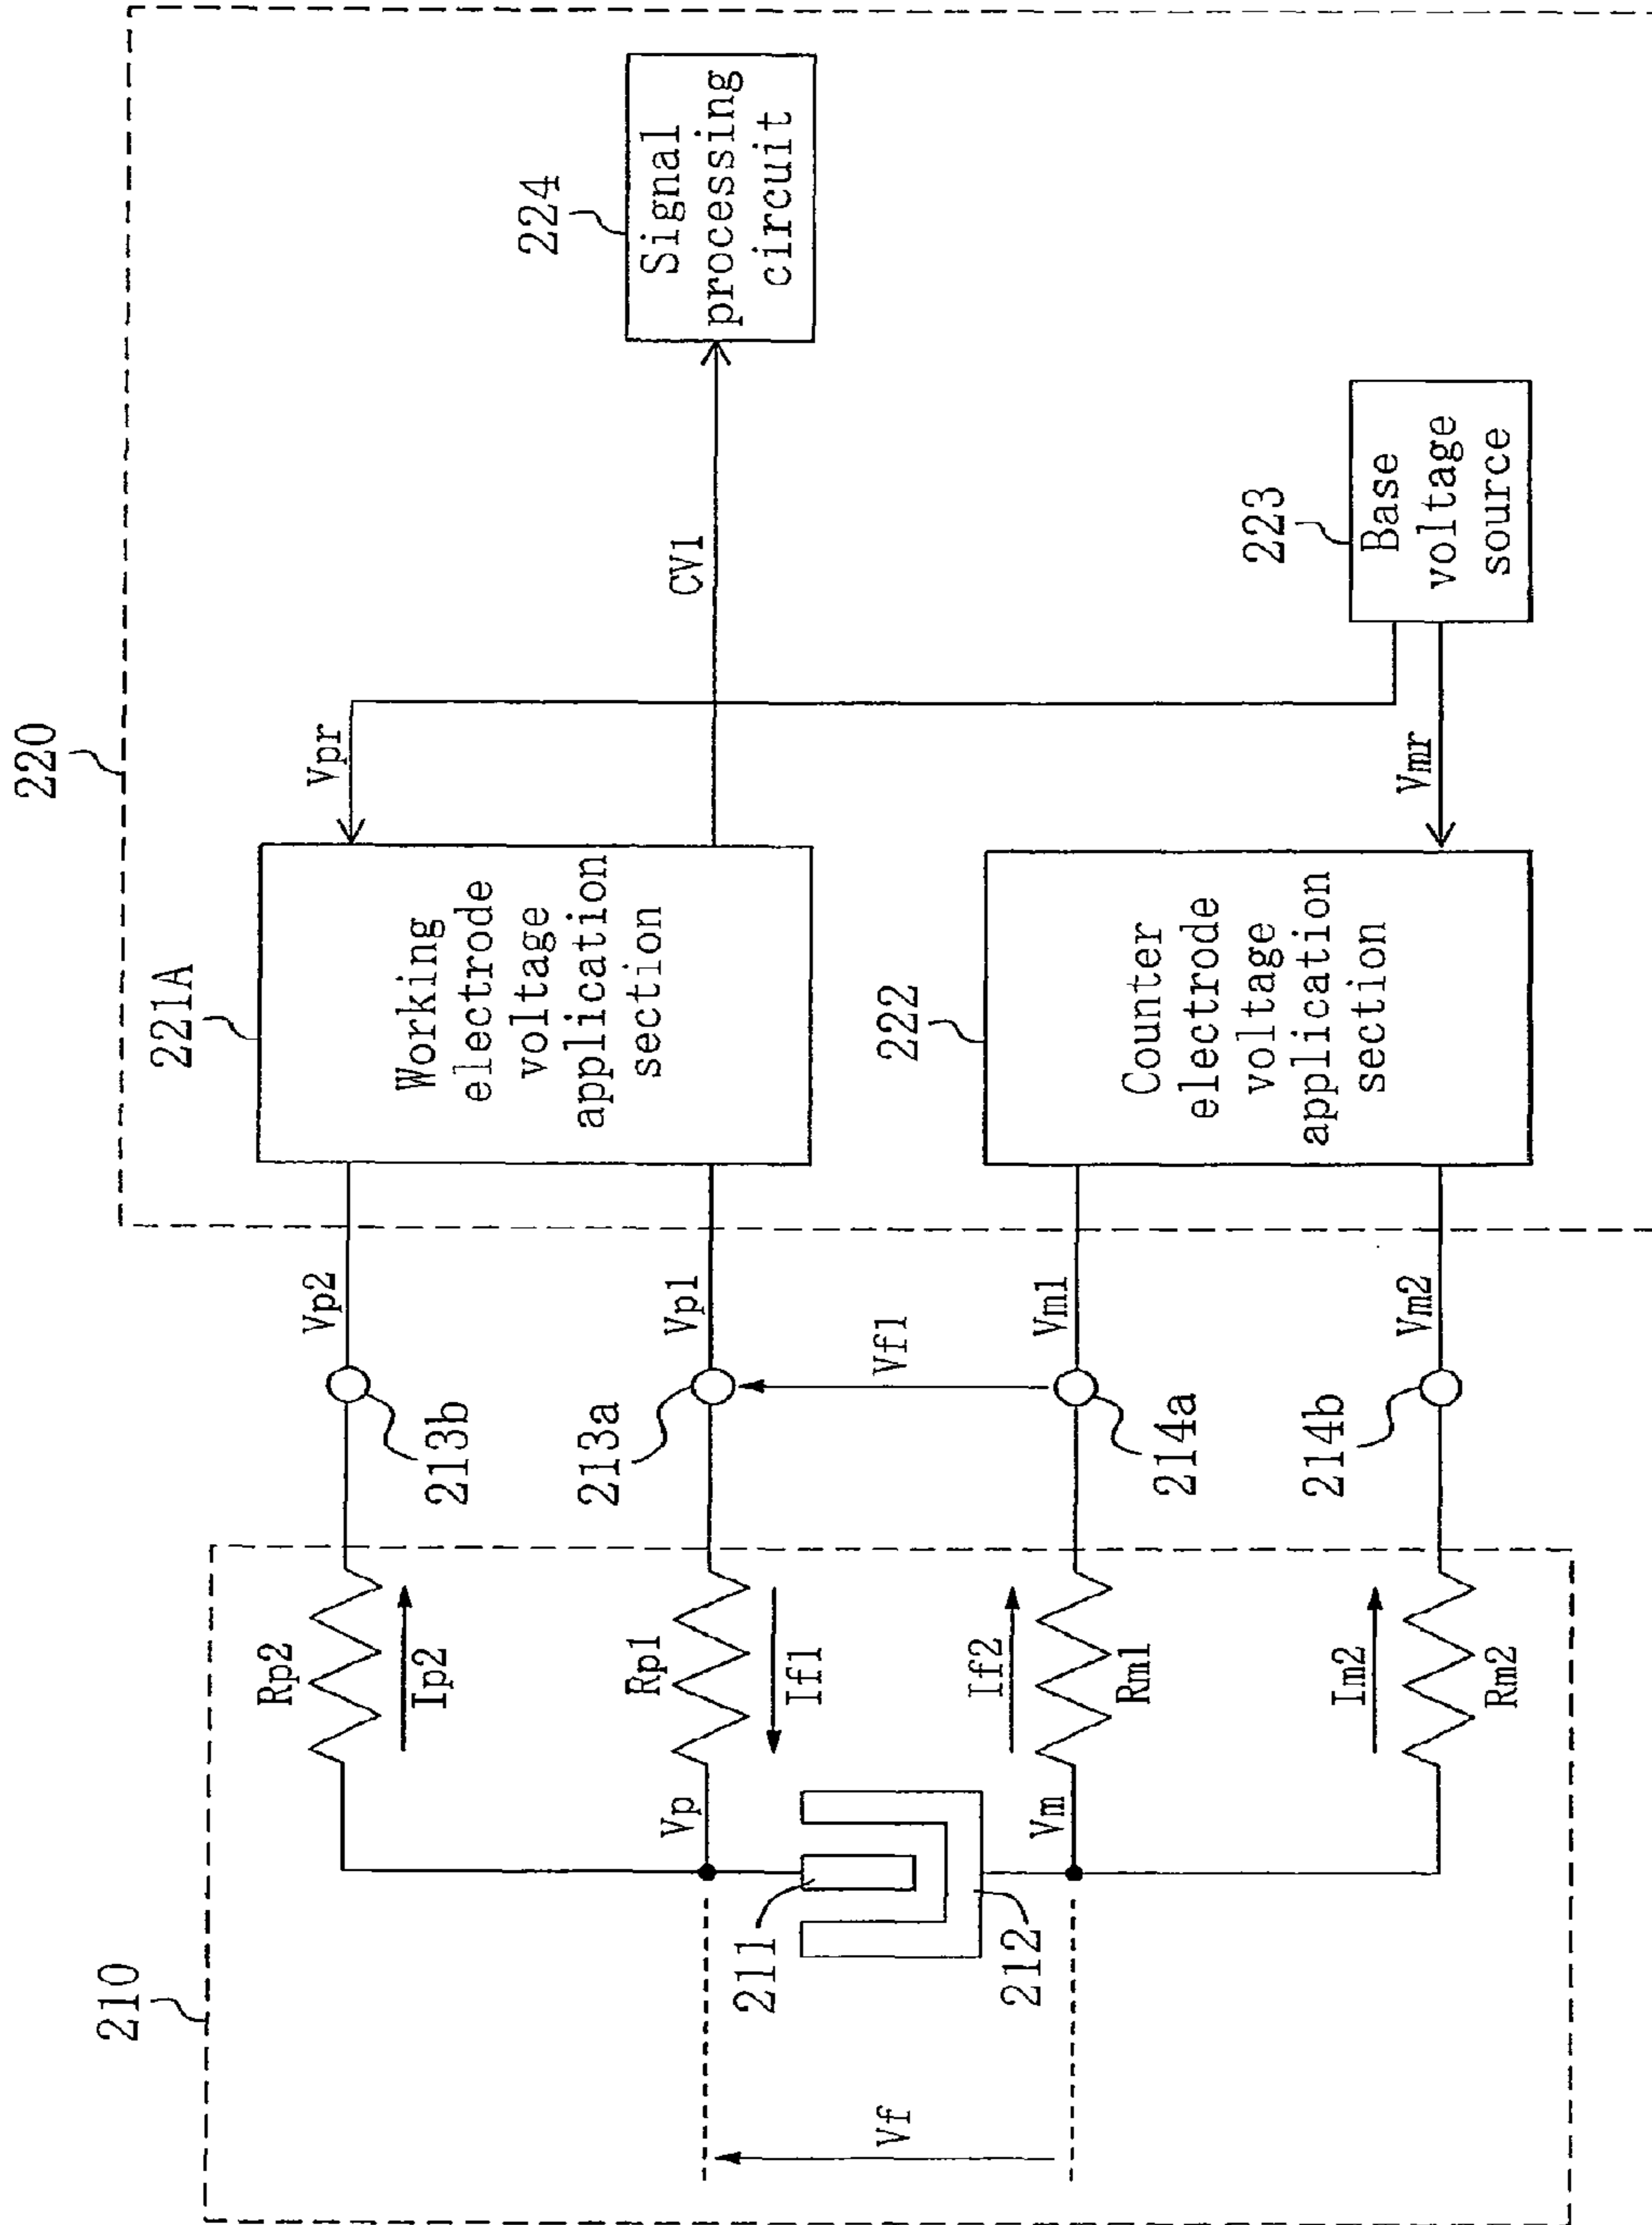 220
224
Signal
processing
circuit
CV1
Vpr
223
Base
voltage
source
Vmr
221A
Working
electrode
voltage
application
section
222
Counter
electrode
voltage
application
section
Vp2
Vp1
Vm1
Vm2
Vf1
213b
213a
214a
214b
210
Rp2
Ip2
Rp1
If1
If2
Rm1
Im2
Rm2
Vp
Vm
211
212
Vf